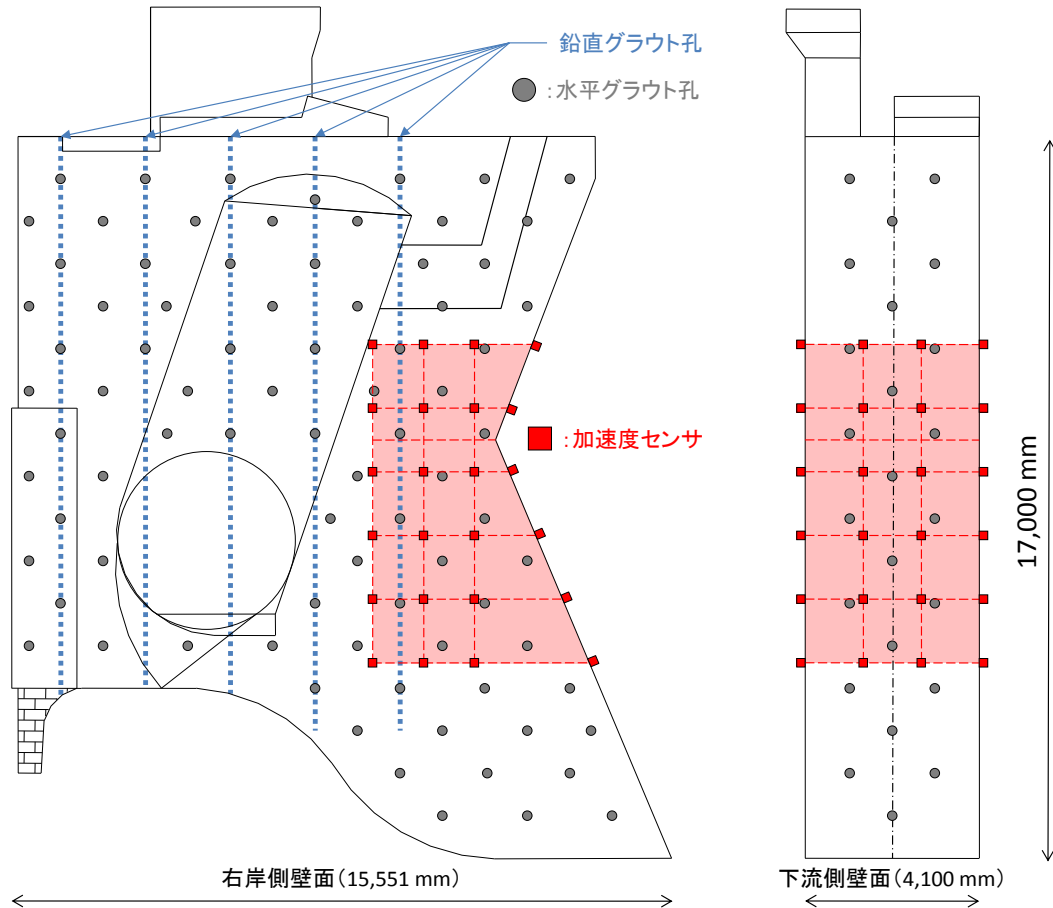 鉛直グラウト孔
:水平グラウト孔
:加速度センサ
17,000 mm
右岸側壁面(15,551 mm)
下流側壁面(4,100 mm)